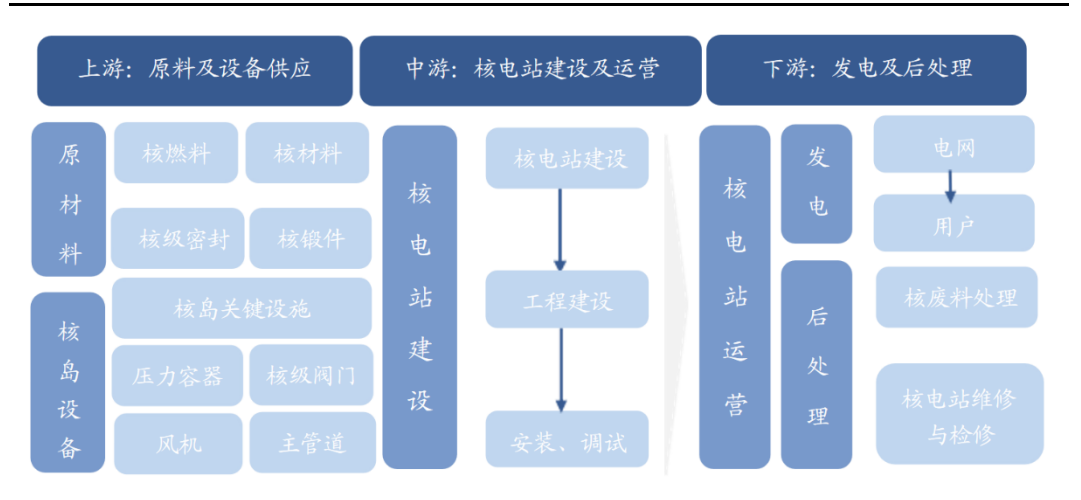 上游：原料及设备供应
中游：核电站建设及运营
下游：发电及后处理
原材料
核燃料
核材料
核级密封
核锻件
核岛设备
核岛关键设施
压力容器
核级阀门
风机
主管道
核电站建设
核电站建设
工程建设
安装、调试
核电站运营
发电
电网
用户
后处理
核废料处理
核电站维修
与检修